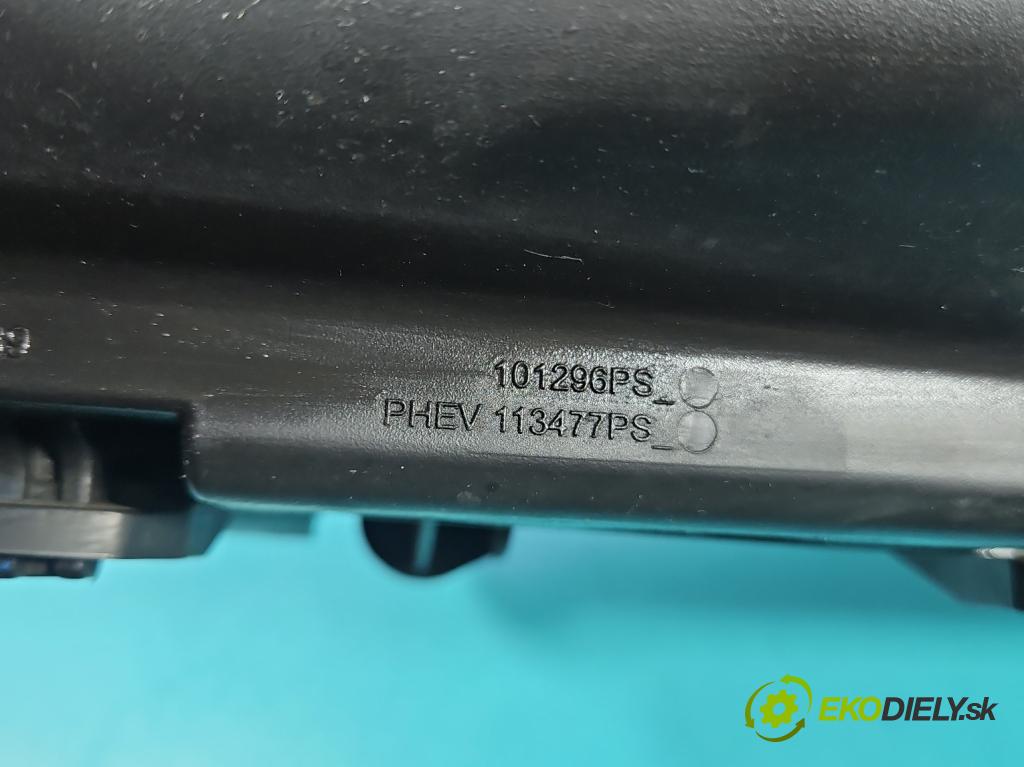 101296PS_
PHEV 113477PS_
EKODIELY.sk